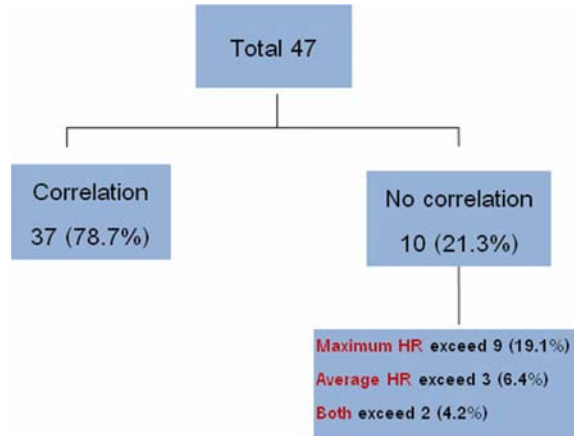 Total 47
Correlation
37 (78.7%)
No correlation
10 (21.3%)
Maximum HR exceed 9 (19.1%)
Average HR exceed 3 (6.4%)
Both exceed 2 (4.2%)